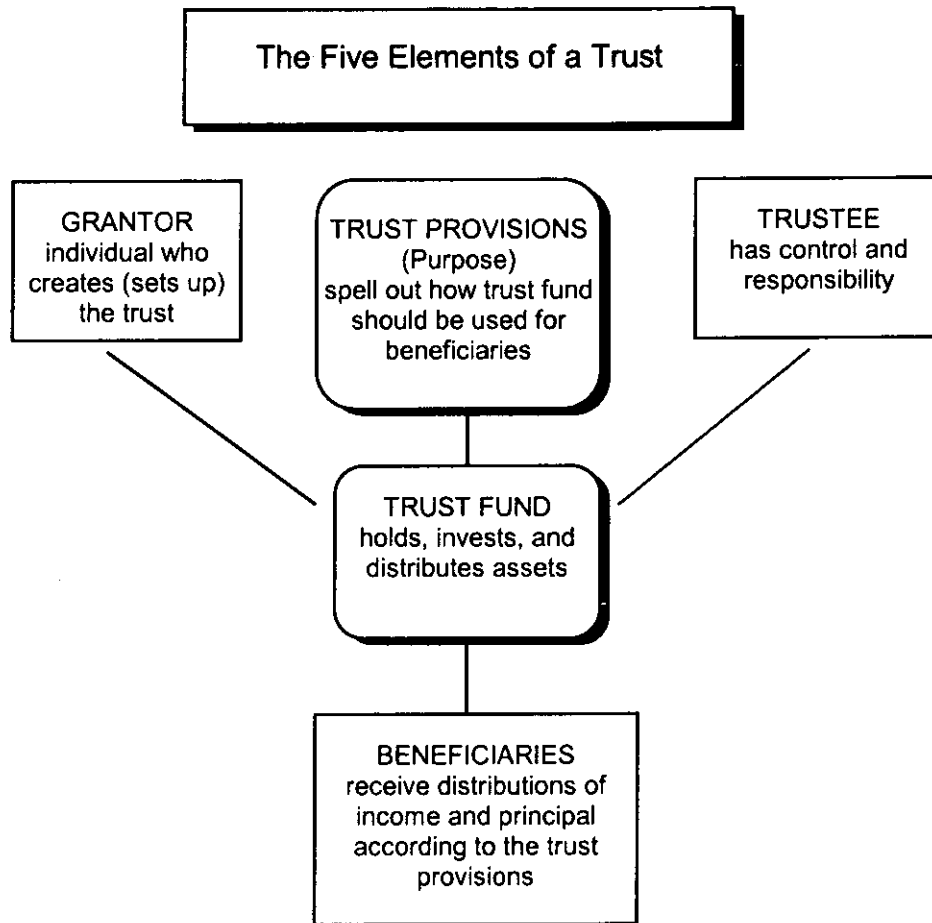 The Five Elements of a Trust
GRANTOR
individual who
creates (sets up)
the trust
TRUST PROVISIONS
(Purpose)
spell out how trust fund
should be used for
beneficiaries
TRUSTEE
has control and
responsibility
TRUST FUND
holds, invests, and
distributes assets
BENEFICIARIES
receive distributions of
income and principal
according to the trust
provisions